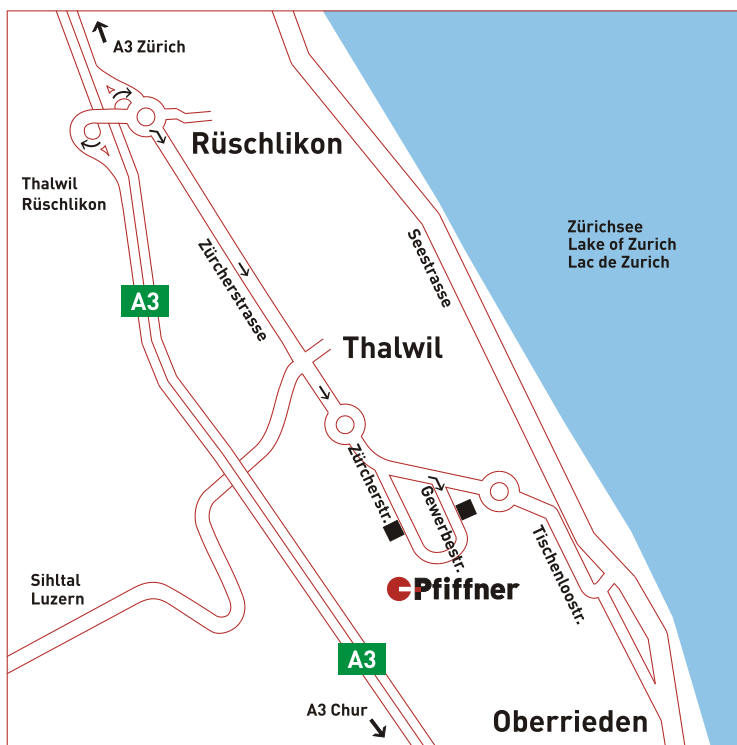 A3 Zürich
Rüschlikon
Thalwil
Rüschlikon
Zürichsee
Lake of Zurich
Lac de Zurich
Seestrasse
Zürcherstrasse
A3
Thalwil
Zürcherstr.
Gewerbestr.
Tischenloostr.
Sihltal
Luzern
Pfiffner
A3
A3 Chur
Oberrieden